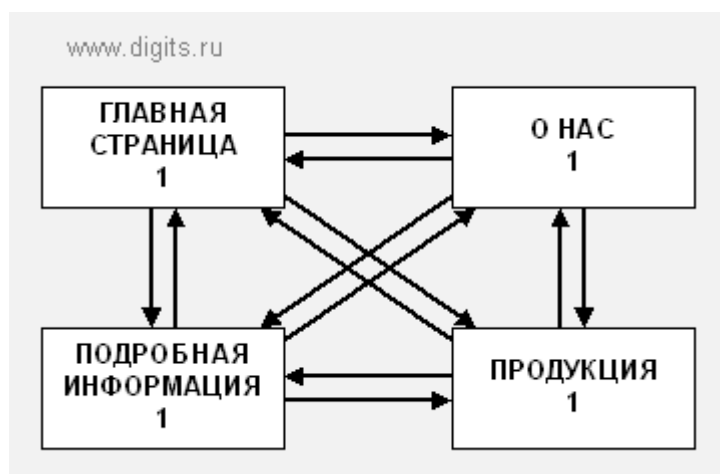 www.digits.ru
ГЛАВНАЯ
СТРАНИЦА
1
О НАС
1
ПОДРОБНАЯ
ИНФОРМАЦИЯ
1
ПРОДУКЦИЯ
1